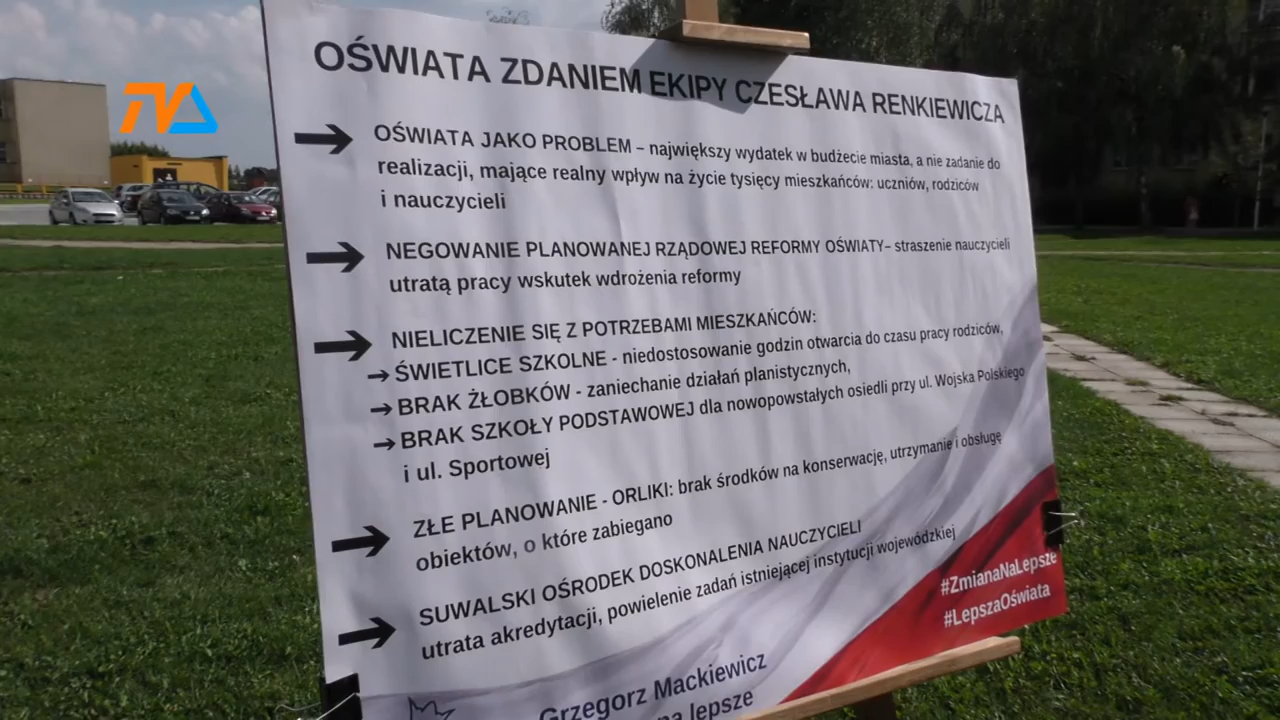 TVA
OŚWIATA ZDANIEM EKIPY CZESŁAWA RENKIEWICZA
→ OŚWIATA JAKO PROBLEM – największy wydatek w budżecie miasta, a nie zadanie do
realizacji, mające realny wpływ na życie tysięcy mieszkańców: uczniów, rodziców
i nauczycieli
→ NEGOWANIE PLANOWANEJ RZĄDOWEJ REFORMY OŚWIATY– straszenie nauczycieli
utratą pracy wskutek wdrożenia reformy
→ NIELICZENIE SIĘ Z POTRZEBAMI MIESZKAŃCÓW:
→ ŚWIETLICE SZKOLNE - niedostosowanie godzin otwarcia do czasu pracy rodziców,
→ BRAK ŻŁOBKÓW - zaniechanie działań planistycznych,
→ BRAK SZKOŁY PODSTAWOWEJ dla nowopowstałych osiedli przy ul. Wojska Polskiego
i ul. Sportowej
→ ZŁE PLANOWANIE - ORLIKI: brak środków na konserwację, utrzymanie i obsługę
obiektów, o które zabiegano
→ SUWALSKI OŚRODEK DOSKONALENIA NAUCZYCIELI
utrata akredytacji, powielenie zadań istniejącej instytucji wojewódzkiej
#ZmianaNaLepsze
#LepszaOświata
Grzegorz Mackiewicz
na lepsze